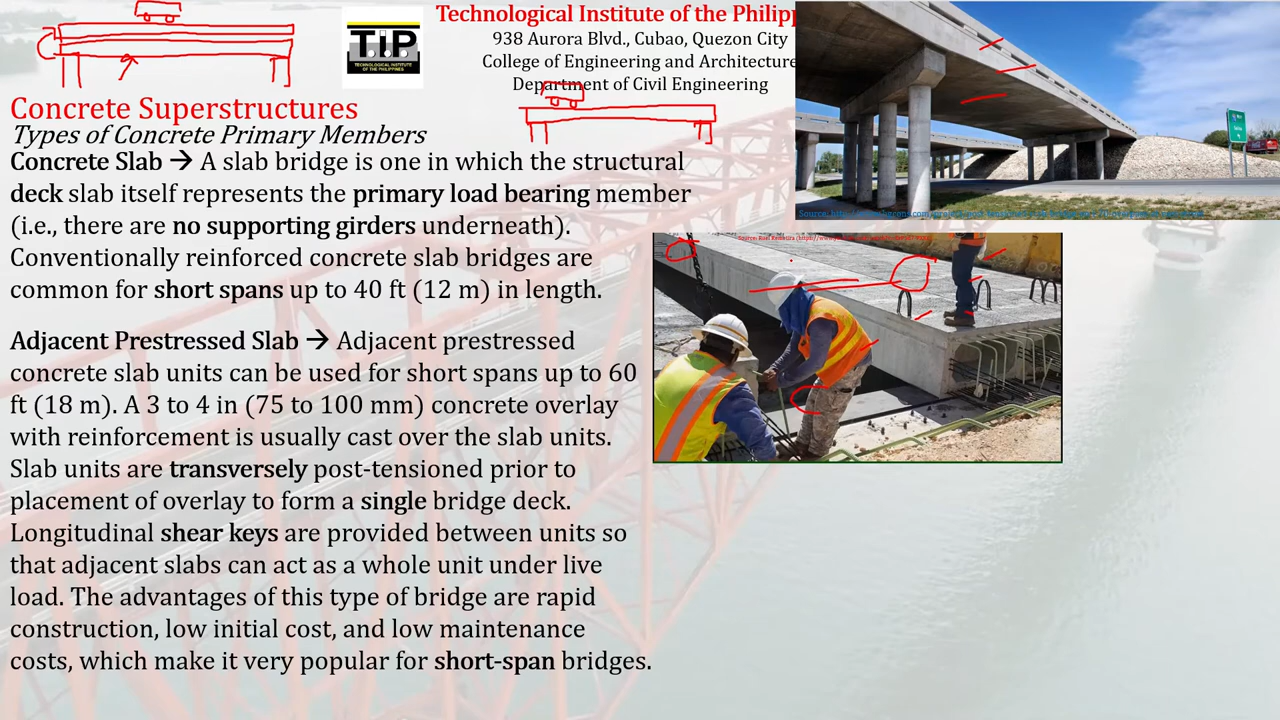 Technological Institute of the Philipp
938 Aurora Blvd., Cubao, Quezon City
College of Engineering and Architecture
Department of Civil Engineering
TIP
TECHNOLOGICAL INSTITUTE
OF THE PHILIPPINES
Concrete Superstructures
Types of Concrete Primary Members
Concrete Slab → A slab bridge is one in which the structural
deck slab itself represents the primary load bearing member
(i.e., there are no supporting girders underneath).
Conventionally reinforced concrete slab bridges are
common for short spans up to 40 ft (12 m) in length.
Adjacent Prestressed Slab → Adjacent prestressed
concrete slab units can be used for short spans up to 60
ft (18 m). A 3 to 4 in (75 to 100 mm) concrete overlay
with reinforcement is usually cast over the slab units.
Slab units are transversely post-tensioned prior to
placement of overlay to form a single bridge deck.
Longitudinal shear keys are provided between units so
that adjacent slabs can act as a whole unit under live
load. The advantages of this type of bridge are rapid
construction, low initial cost, and low maintenance
costs, which make it very popular for short-span bridges.
Source:
Source: